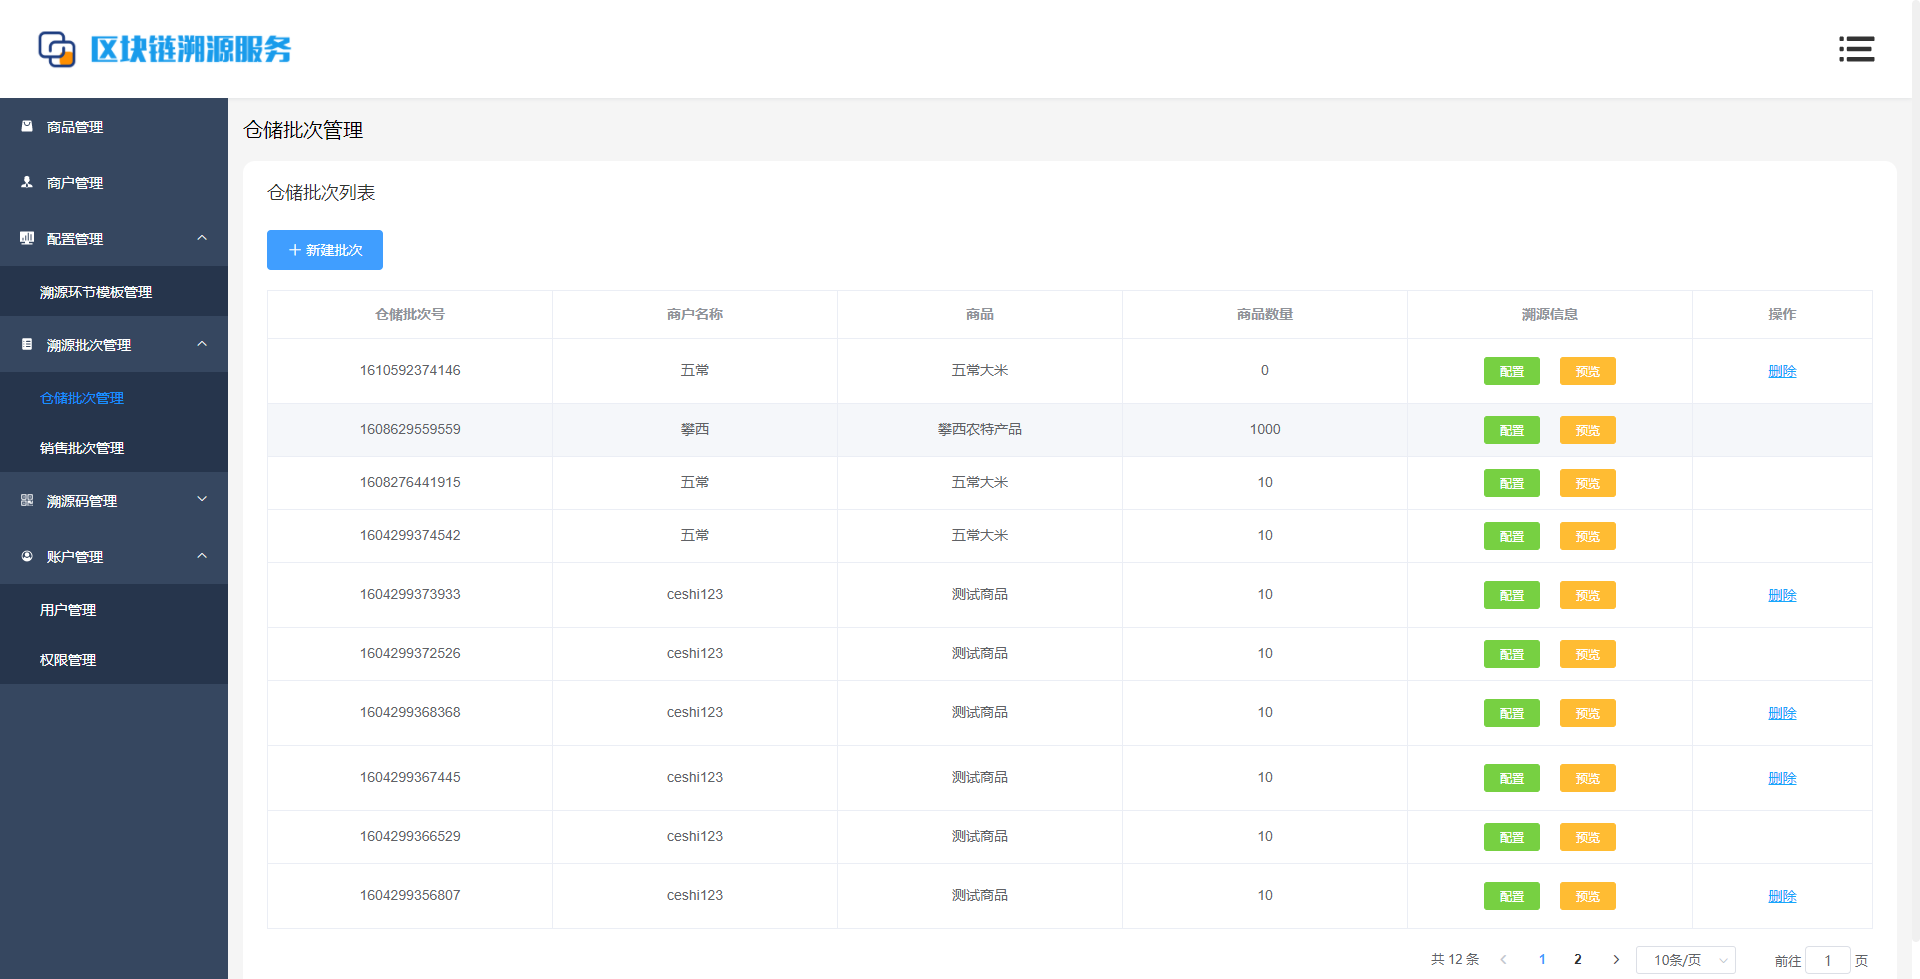 区块链溯源服务
商品管理
商户管理
配置管理
溯源环节模板管理
溯源批次管理
仓储批次管理
销售批次管理
溯源码管理
账户管理
用户管理
权限管理
仓储批次管理
仓储批次列表
新建批次
仓储批次号 商户名称 商品 商品数量 溯源信息 操作
1610592374146 五常 五常大米 0 配置 预览 删除
1608629559559 攀西 攀西农特产品 1000 配置 预览
1608276441915 五常 五常大米 10 配置 预览
1604299374542 五常 五常大米 10 配置 预览
1604299373933 ceshi123 测试商品 10 配置 预览 删除
1604299372526 ceshi123 测试商品 10 配置 预览
1604299368368 ceshi123 测试商品 10 配置 预览 删除
1604299367445 ceshi123 测试商品 10 配置 预览 删除
1604299366529 ceshi123 测试商品 10 配置 预览
1604299356807 ceshi123 测试商品 10 配置 预览 删除
共 12 条 1 2 10条/页 前往 1 页